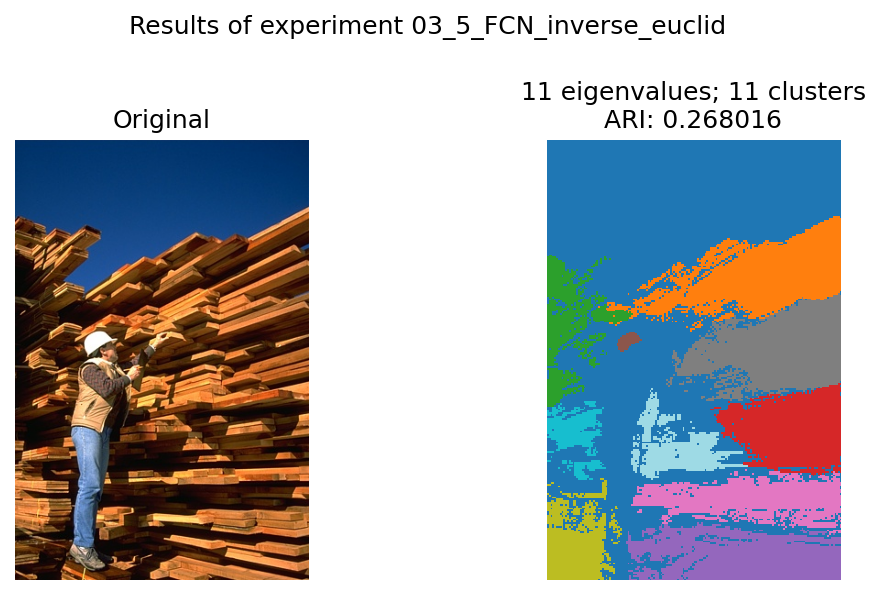 Results of experiment 03_5_FCN_inverse_euclid
Original
11 eigenvalues; 11 clusters
ARI: 0.268016